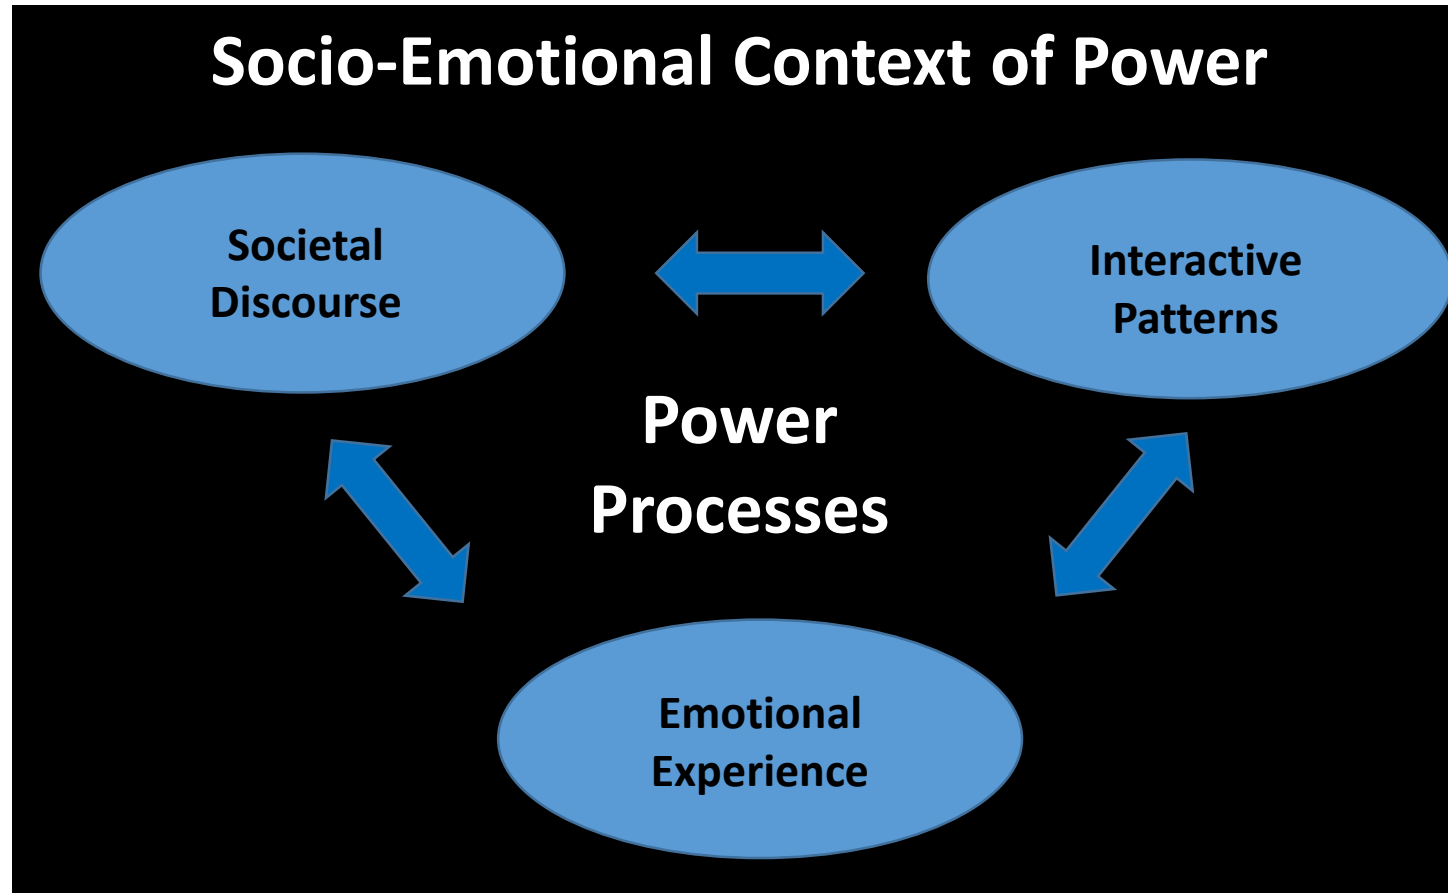 Socio-Emotional Context of Power
Societal
Discourse
Interactive
Patterns
Power
Processes
Emotional
Experience